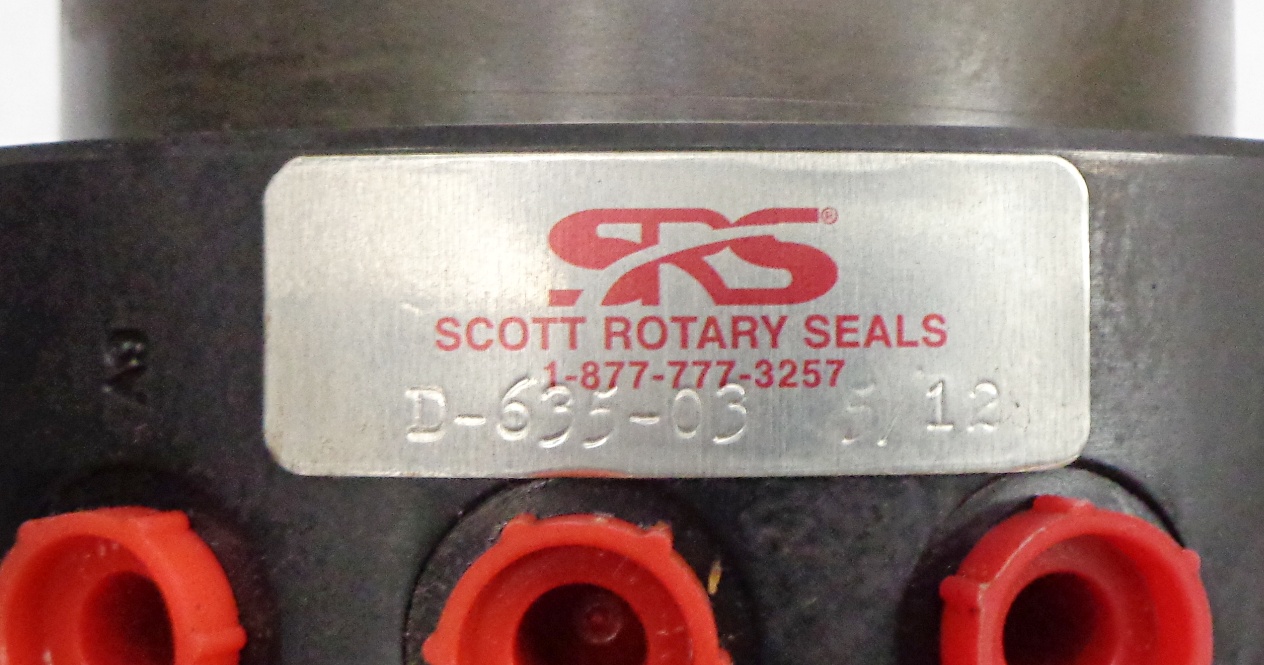 SRS®
SCOTT ROTARY SEALS
1-877-777-3257
D-635-03 5/12